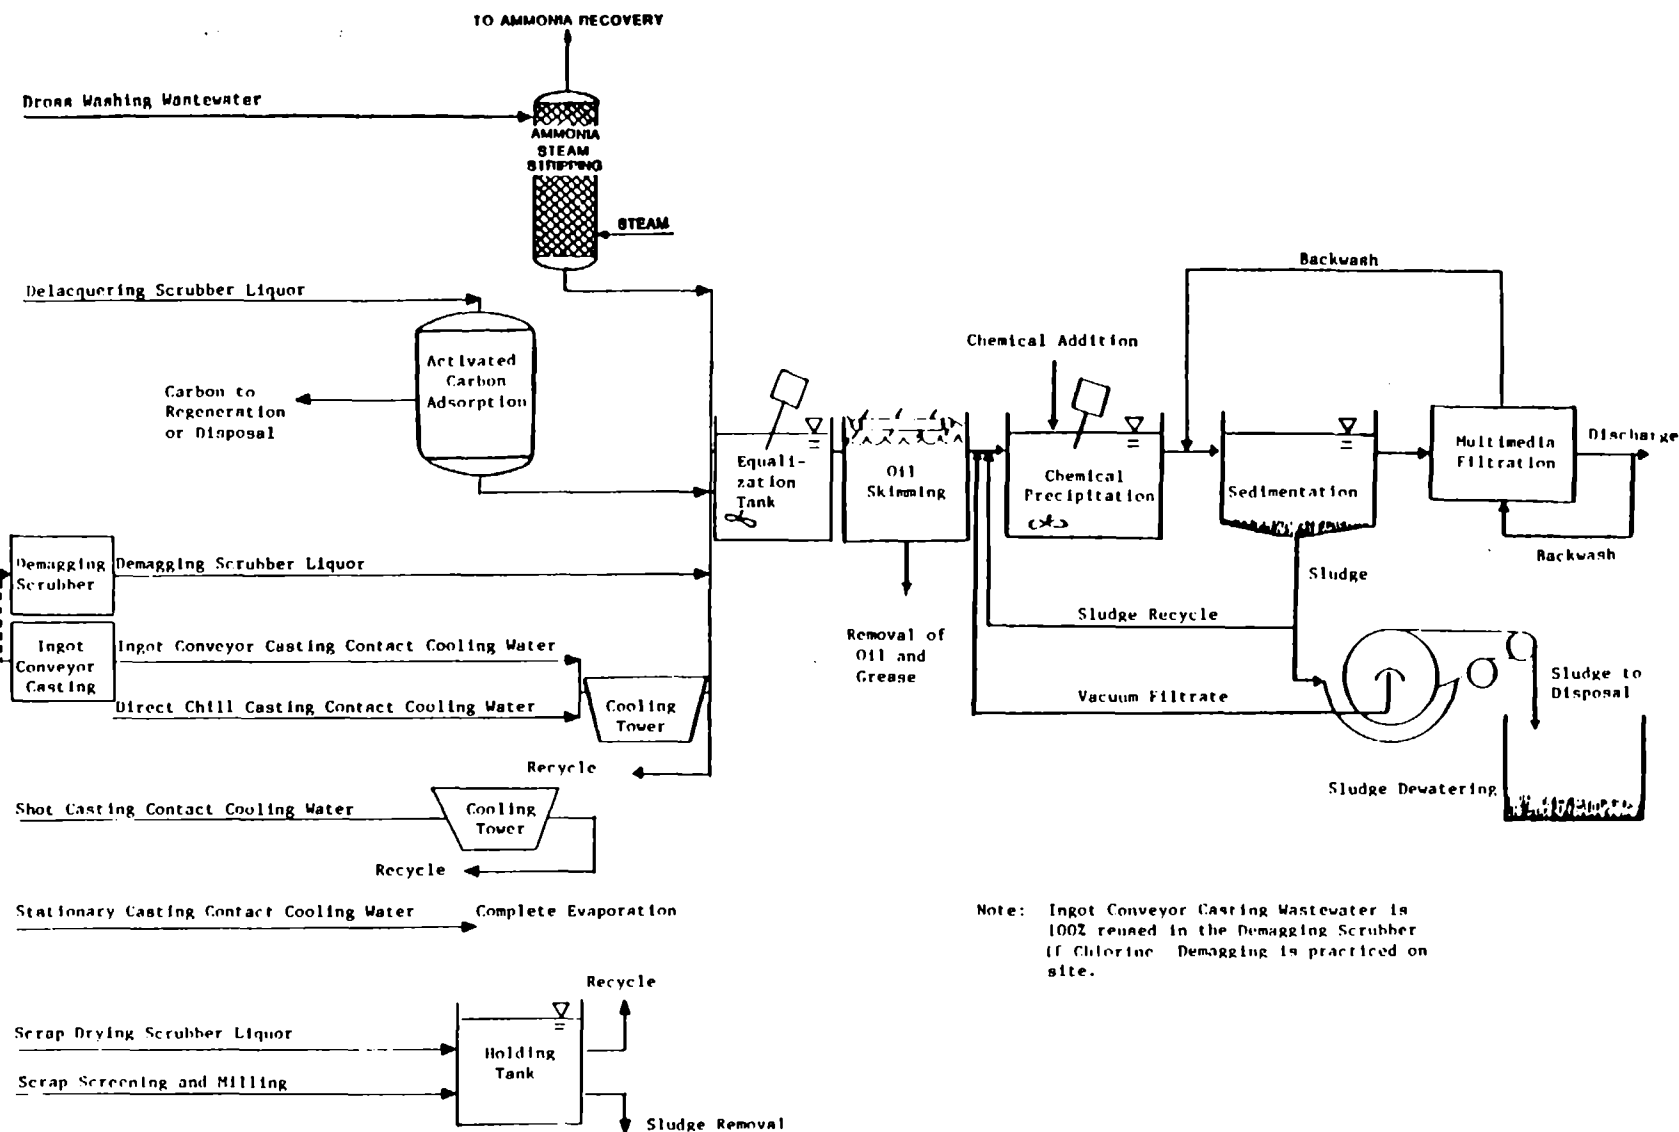 TO AMMONIA RECOVERY
Dross Washing Wastewater
AMMONIA
STEAM
STRIPPING
STEAM
Backwash
Delacquering Scrubber Liquor
Chemical Addition
Activated
Carbon
Adsorption
Carbon to
Regeneration
or Disposal
Equali-
zation
Tank
Oil
Skimming
Chemical
Precipitation
Sedimentation
Multimedia
Filtration
Discharge
Backwash
Demagging
Scrubber
Demagging Scrubber Liquor
Sludge
Sludge Recycle
Ingot
Conveyor
Casting
Ingot Conveyor Casting Contact Cooling Water
Removal of
Oil and
Grease
Sludge to
Disposal
Vacuum Filtrate
Direct Chill Casting Contact Cooling Water
Cooling
Tower
Recycle
Sludge Dewatering
Shot Casting Contact Cooling Water
Cooling
Tower
Recycle
Stationary Casting Contact Cooling Water
Complete Evaporation
Note: Ingot Conveyor Casting Wastewater is
100% reused in the Demagging Scrubber
if Chlorine Demagging is practiced on
site.
Recycle
Scrap Drying Scrubber Liquor
Holding
Tank
Scrap Screening and Milling
Sludge Removal